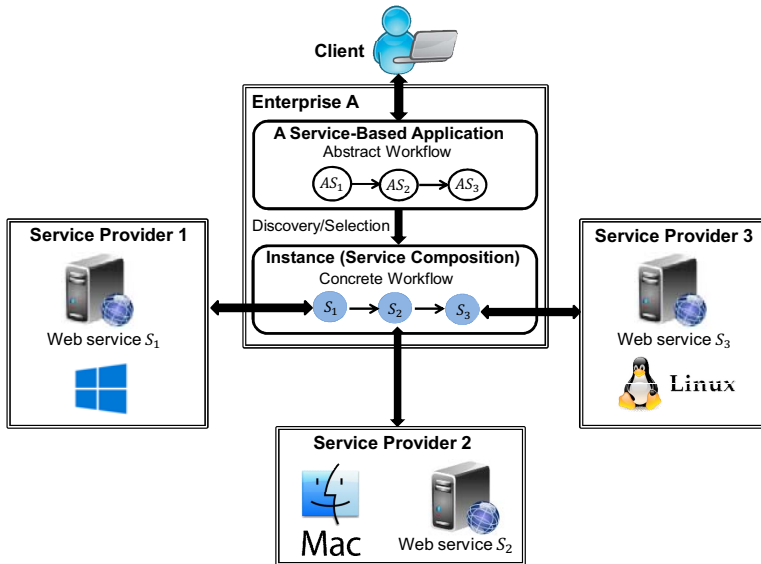 Client
Enterprise A
A Service-Based Application
Abstract Workflow
AS₁ AS₂ AS₃
Discovery/Selection
Instance (Service Composition)
Concrete Workflow
S₁ S₂ S₃
Service Provider 1
Web service S₁
Service Provider 3
Web service S₃
Linux
Service Provider 2
Mac
Web service S₂